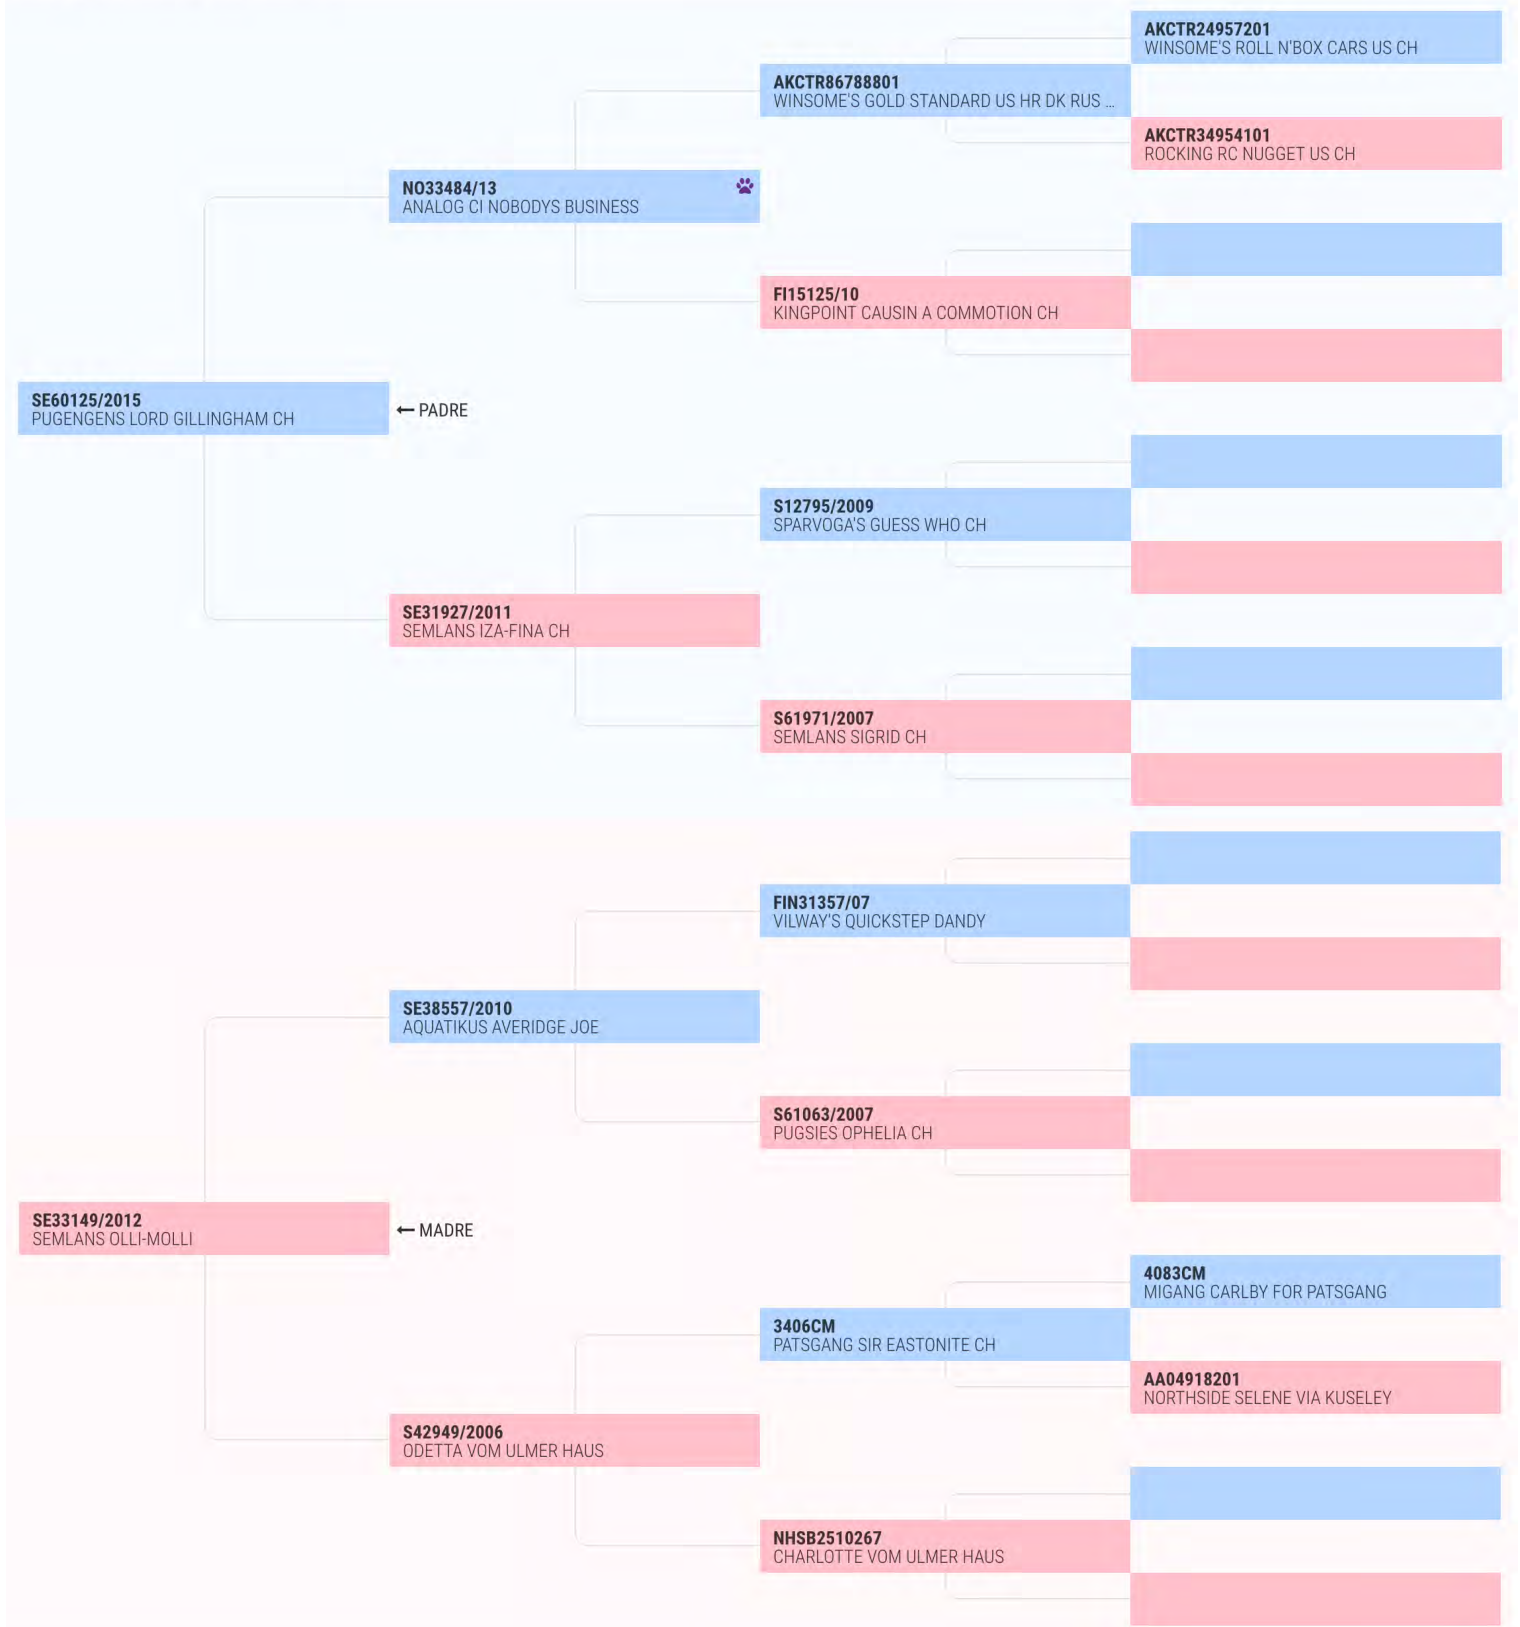 AKCTR24957201
WINSOME'S ROLL N'BOX CARS US CH
AKCTR86788801
WINSOME'S GOLD STANDARD US HR DK RUS ...
AKCTR34954101
ROCKING RC NUGGET US CH
NO33484/13
ANALOG CI NOBODYS BUSINESS
FI15125/10
KINGPOINT CAUSIN A COMMOTION CH
SE60125/2015
PUGENGENS LORD GILLINGHAM CH
← PADRE
S12795/2009
SPARVOGA'S GUESS WHO CH
SE31927/2011
SEMLANS IZA-FINA CH
S61971/2007
SEMLANS SIGRID CH
FIN31357/07
VILWAY'S QUICKSTEP DANDY
SE38557/2010
AQUATIKUS AVERIDGE JOE
S61063/2007
PUGSIES OPHELIA CH
SE33149/2012
SEMLANS OLLI-MOLLI
← MADRE
4083CM
MIGANG CARLBY FOR PATSGANG
3406CM
PATSGANG SIR EASTONITE CH
AA04918201
NORTHSIDE SELENE VIA KUSELEY
S42949/2006
ODETTA VOM ULMER HAUS
NHSB2510267
CHARLOTTE VOM ULMER HAUS